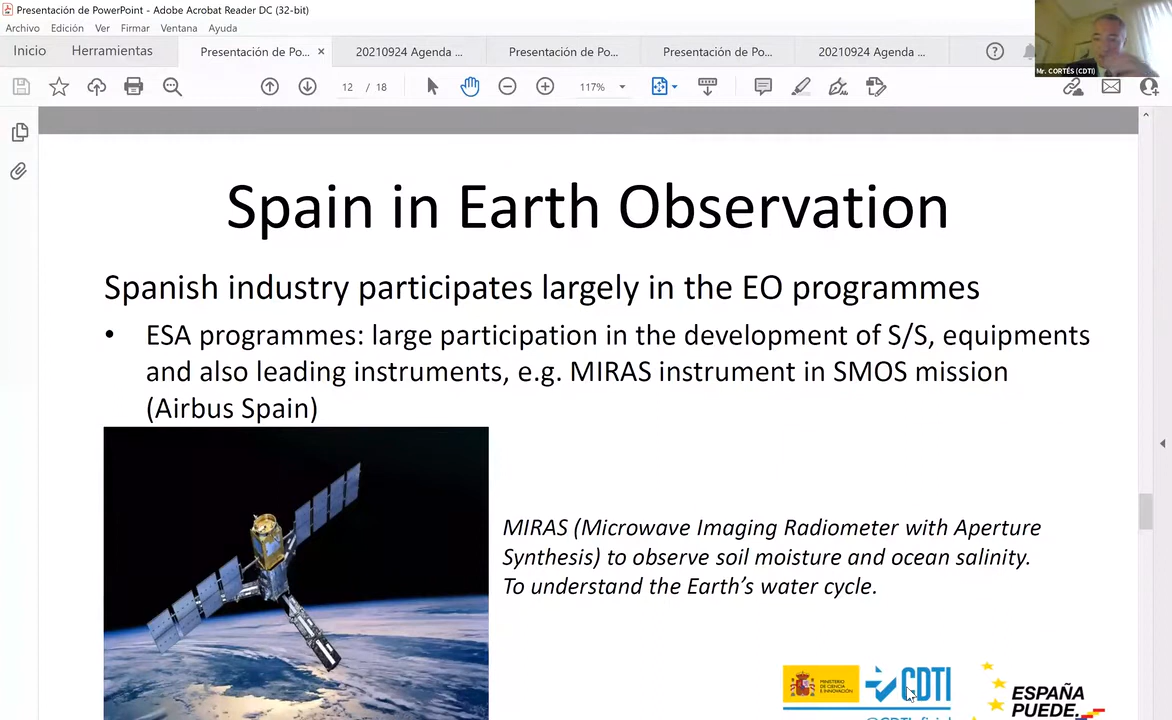 Presentación de PowerPoint - Adobe Acrobat Reader DC (32-bit)
Archivo Edición Ver Firmar Ventana Ayuda
Inicio Herramientas Presentación de Po... × 20210924 Agenda ... Presentación de Po... Presentación de Po... 20210924 Agenda ...
Mr. CORTÉS (CDTI)
12 / 18 117%
Spain in Earth Observation
Spanish industry participates largely in the EO programmes
• ESA programmes: large participation in the development of S/S, equipments
and also leading instruments, e.g. MIRAS instrument in SMOS mission
(Airbus Spain)
MIRAS (Microwave Imaging Radiometer with Aperture
Synthesis) to observe soil moisture and ocean salinity.
To understand the Earth's water cycle.
MINISTERIO
DE CIENCIA
E INNOVACIÓN
CDTI
ESPAÑA
PUEDE.